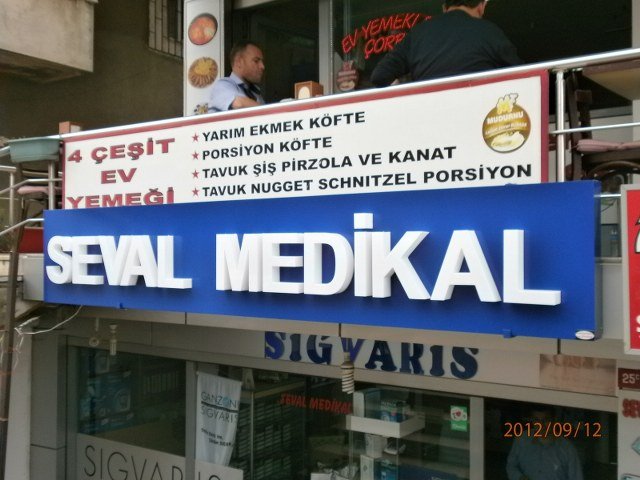 EV YEMEKL
ÇORB
4 ÇEŞİT
EV
YEMEĞİ
★ YARIM EKMEK KÖFTE
★ PORSİYON KÖFTE
★ TAVUK ŞİŞ PİRZOLA VE KANAT
★ TAVUK NUGGET SCHNITZEL PORSİYON
MT
MUDURNU
SEVAL MEDİKAL
SIGVARIS
GANZONI
SIGVARIS
SEVAL MEDİKAL
SIGVARIS
25
2012/09/12